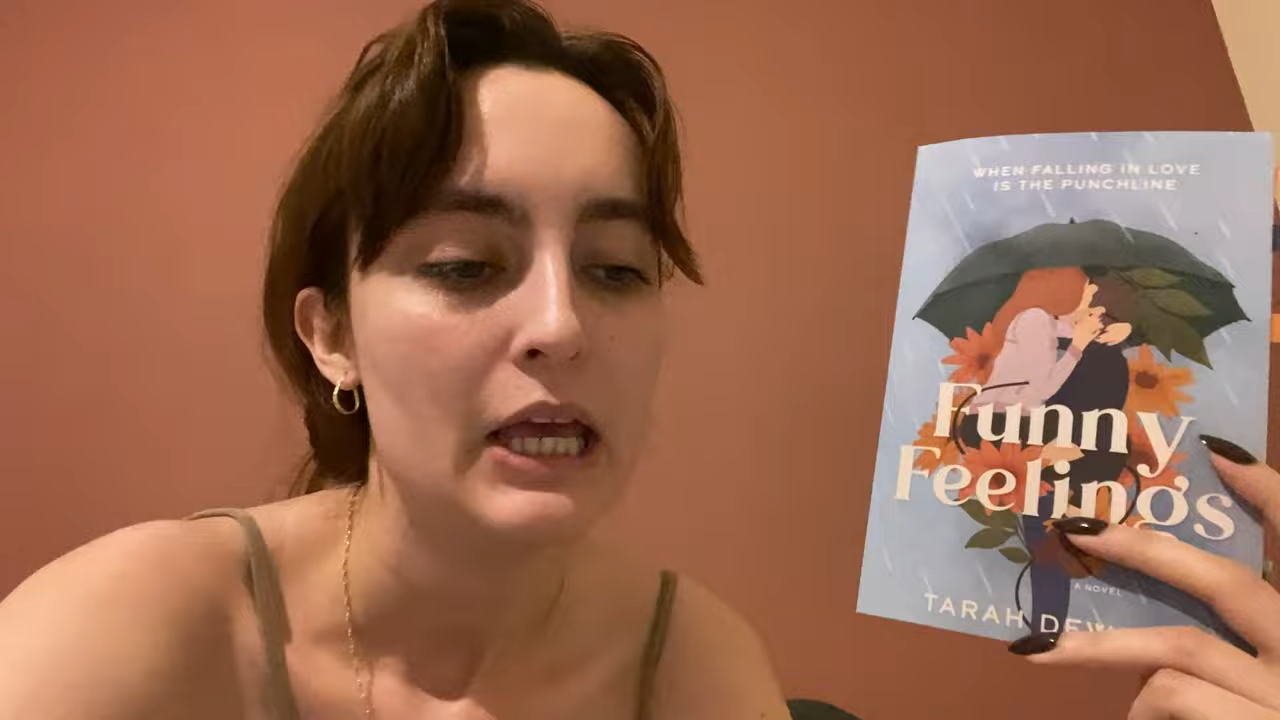 WHEN FALLING IN LOVE
IS THE PUNCHLINE
Funny
Feelings
A NOVEL
TARAH